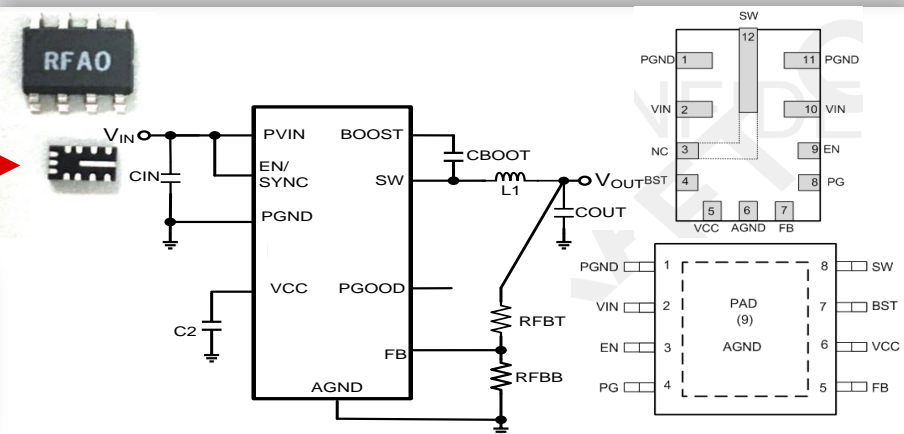 RFAO
VIN
CIN
PVIN
EN/
SYNC
PGND
VCC
C2
AGND
BOOST
SW
PGOOD
FB
CBOOT
L1
VOUT
COUT
RFBT
RFBB
SW
12
PGND 1
11 PGND
VIN 2
10 VIN
NC 3
9 EN
BST 4
8 PG
5 6 7
VCC AGND FB
PGND 1
8 SW
VIN 2
7 BST
EN 3
6 VCC
PG 4
5 FB
PAD
(9)
AGND